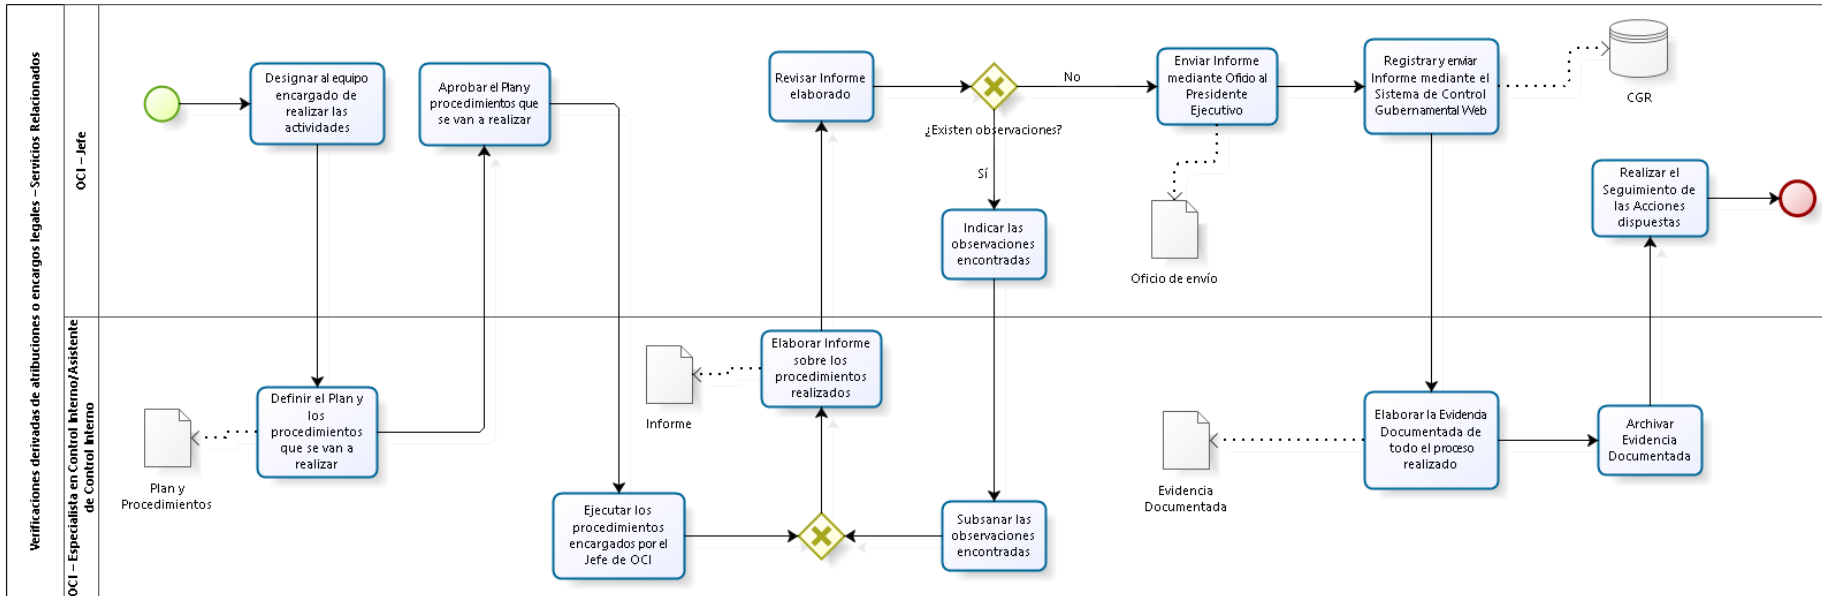 Verificaciones derivadas de atribuciones o encargos legales – Servicios Relacionados
OCI – Jefe
Designar al equipo
encargado de
realizar las
actividades
Aprobar el Plan y
procedimientos que
se van a realizar
Revisar Informe
elaborado
¿Existen observaciones?
No
Sí
Enviar Informe
mediante Oficio al
Presidente
Ejecutivo
Oficio de envío
Registrar y enviar
Informe mediante el
Sistema de Control
Gubernamental Web
CGR
Indicar las
observaciones
encontradas
Realizar el
Seguimiento de
las Acciones
dispuestas
OCI – Especialista en Control Interno/Asistente
de Control Interno
Definir el Plan y
los
procedimientos
que se van a
realizar
Plan y
Procedimientos
Ejecutar los
procedimientos
encargados por el
Jefe de OCI
Elaborar Informe
sobre los
procedimientos
realizados
Informe
Subsanar las
observaciones
encontradas
Elaborar la Evidencia
Documentada de
todo el proceso
realizado
Evidencia
Documentada
Archivar
Evidencia
Documentada